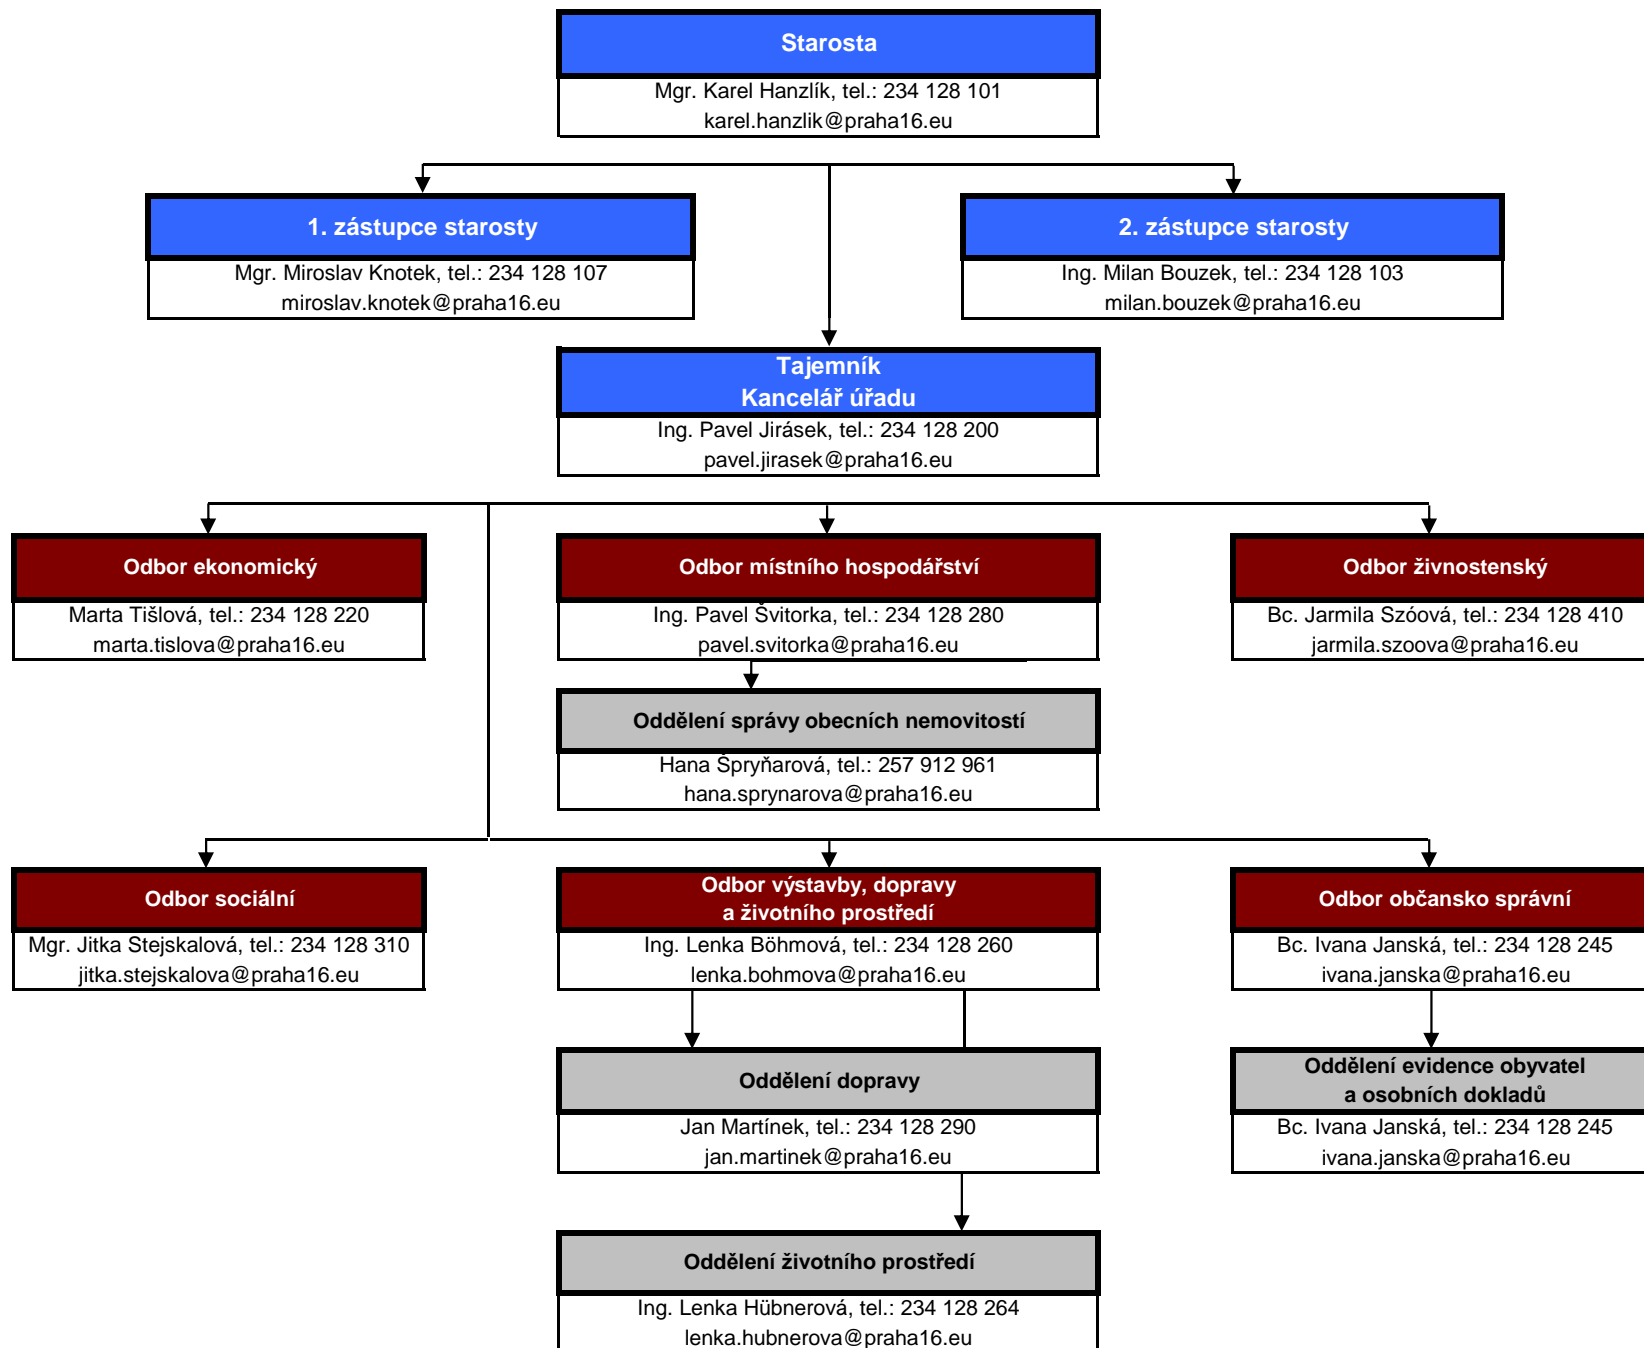 Starosta
Mgr. Karel Hanzlík, tel.: 234 128 101
karel.hanzlik@praha16.eu
1. zástupce starosty
Mgr. Miroslav Knotek, tel.: 234 128 107
miroslav.knotek@praha16.eu
2. zástupce starosty
Ing. Milan Bouzek, tel.: 234 128 103
milan.bouzek@praha16.eu
Tajemník
Kancelář úřadu
Ing. Pavel Jirásek, tel.: 234 128 200
pavel.jirasek@praha16.eu
Odbor ekonomický
Marta Tišlová, tel.: 234 128 220
marta.tislova@praha16.eu
Odbor místního hospodářství
Ing. Pavel Švitorka, tel.: 234 128 280
pavel.svitorka@praha16.eu
Odbor živnostenský
Bc. Jarmila Szóová, tel.: 234 128 410
jarmila.szoova@praha16.eu
Oddělení správy obecních nemovitostí
Hana Špryňarová, tel.: 257 912 961
hana.sprynarova@praha16.eu
Odbor sociální
Mgr. Jitka Stejskalová, tel.: 234 128 310
jitka.stejskalova@praha16.eu
Odbor výstavby, dopravy
a životního prostředí
Ing. Lenka Böhmová, tel.: 234 128 260
lenka.bohmova@praha16.eu
Odbor občansko správní
Bc. Ivana Janská, tel.: 234 128 245
ivana.janska@praha16.eu
Oddělení dopravy
Jan Martínek, tel.: 234 128 290
jan.martinek@praha16.eu
Oddělení evidence obyvatel
a osobních dokladů
Bc. Ivana Janská, tel.: 234 128 245
ivana.janska@praha16.eu
Oddělení životního prostředí
Ing. Lenka Hübnerová, tel.: 234 128 264
lenka.hubnerova@praha16.eu